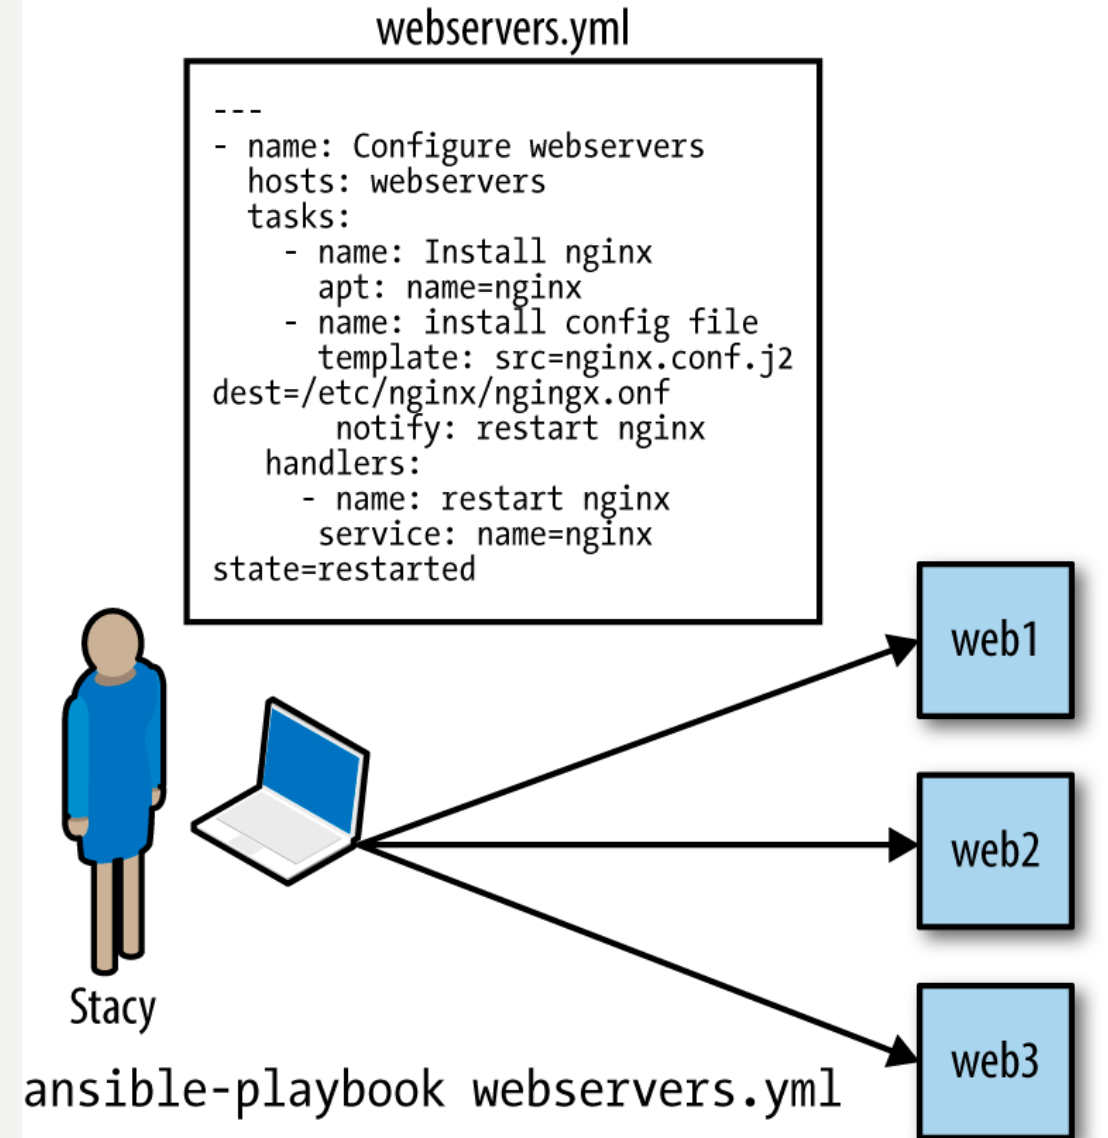 webservers.yml
---
- name: Configure webservers
  hosts: webservers
  tasks:
    - name: Install nginx
      apt: name=nginx
    - name: install config file
      template: src=nginx.conf.j2
dest=/etc/nginx/ngingx.onf
       notify: restart nginx
   handlers:
     - name: restart nginx
      service: name=nginx
state=restarted
web1
web2
web3
Stacy
ansible-playbook webservers.yml